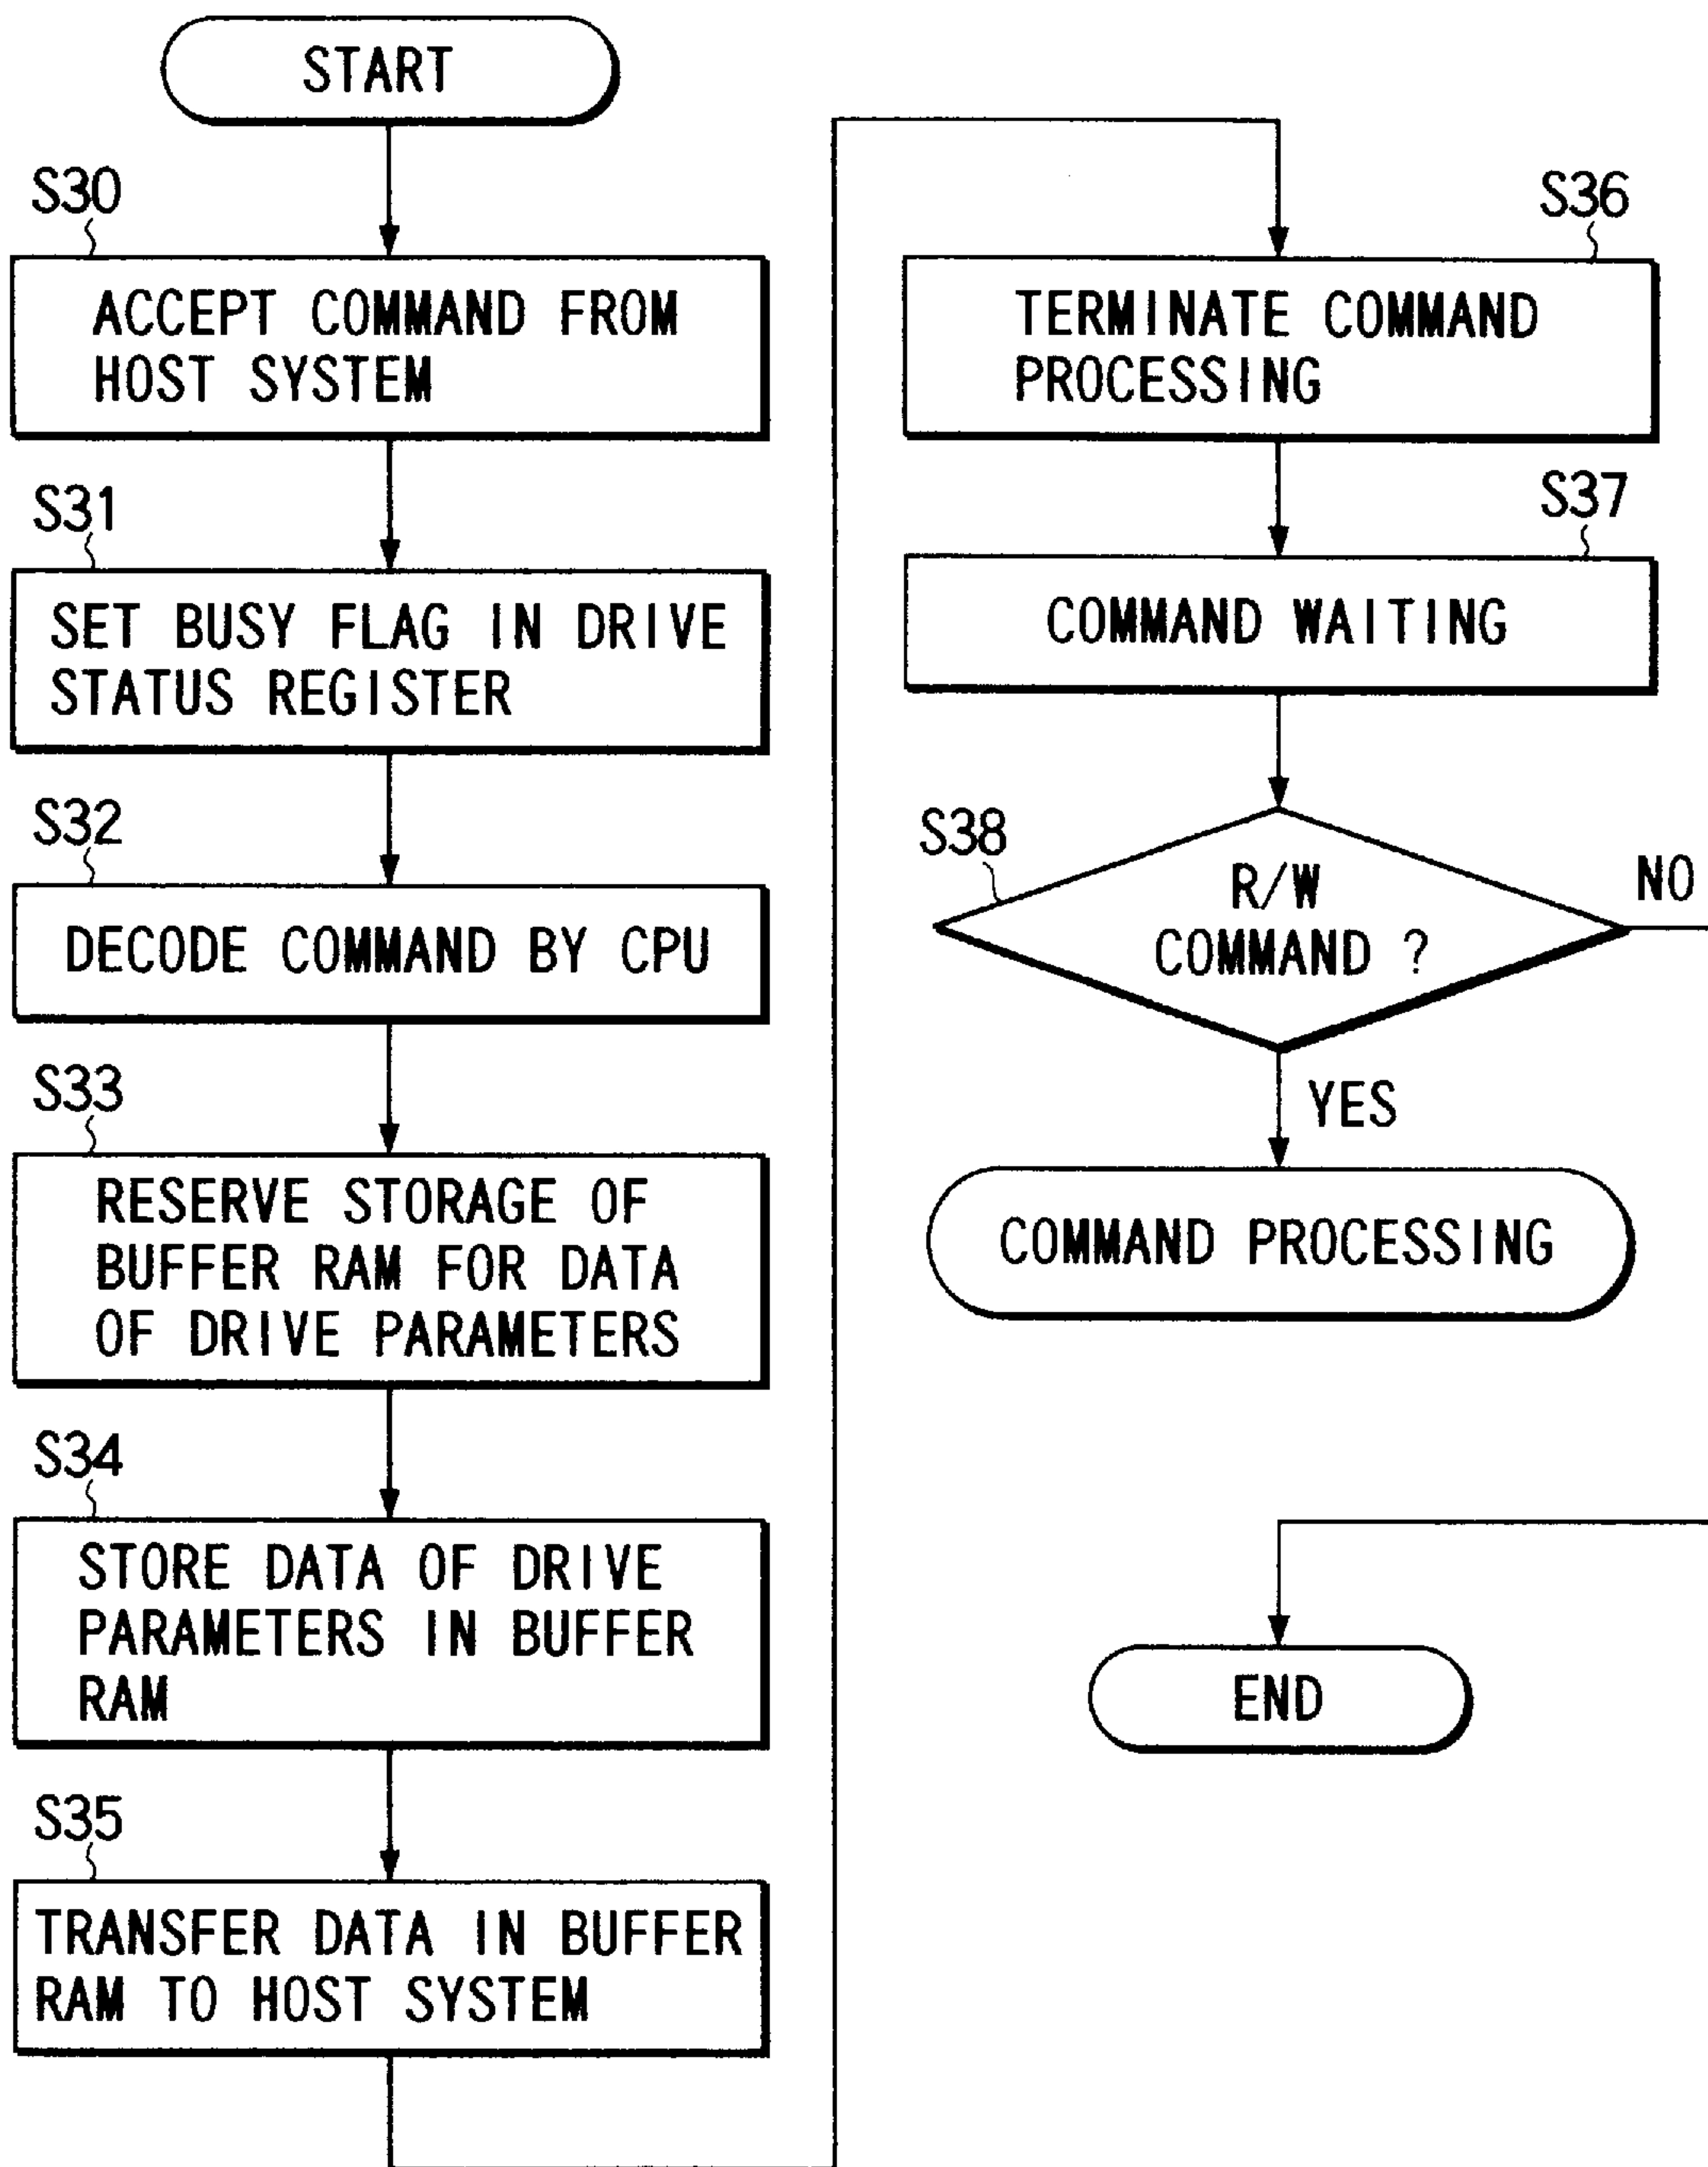 START
S30
ACCEPT COMMAND FROM
HOST SYSTEM
S31
SET BUSY FLAG IN DRIVE
STATUS REGISTER
S32
DECODE COMMAND BY CPU
S33
RESERVE STORAGE OF
BUFFER RAM FOR DATA
OF DRIVE PARAMETERS
S34
STORE DATA OF DRIVE
PARAMETERS IN BUFFER
RAM
S35
TRANSFER DATA IN BUFFER
RAM TO HOST SYSTEM
S36
TERMINATE COMMAND
PROCESSING
S37
COMMAND WAITING
S38
R/W
COMMAND ?
NO
YES
COMMAND PROCESSING
END